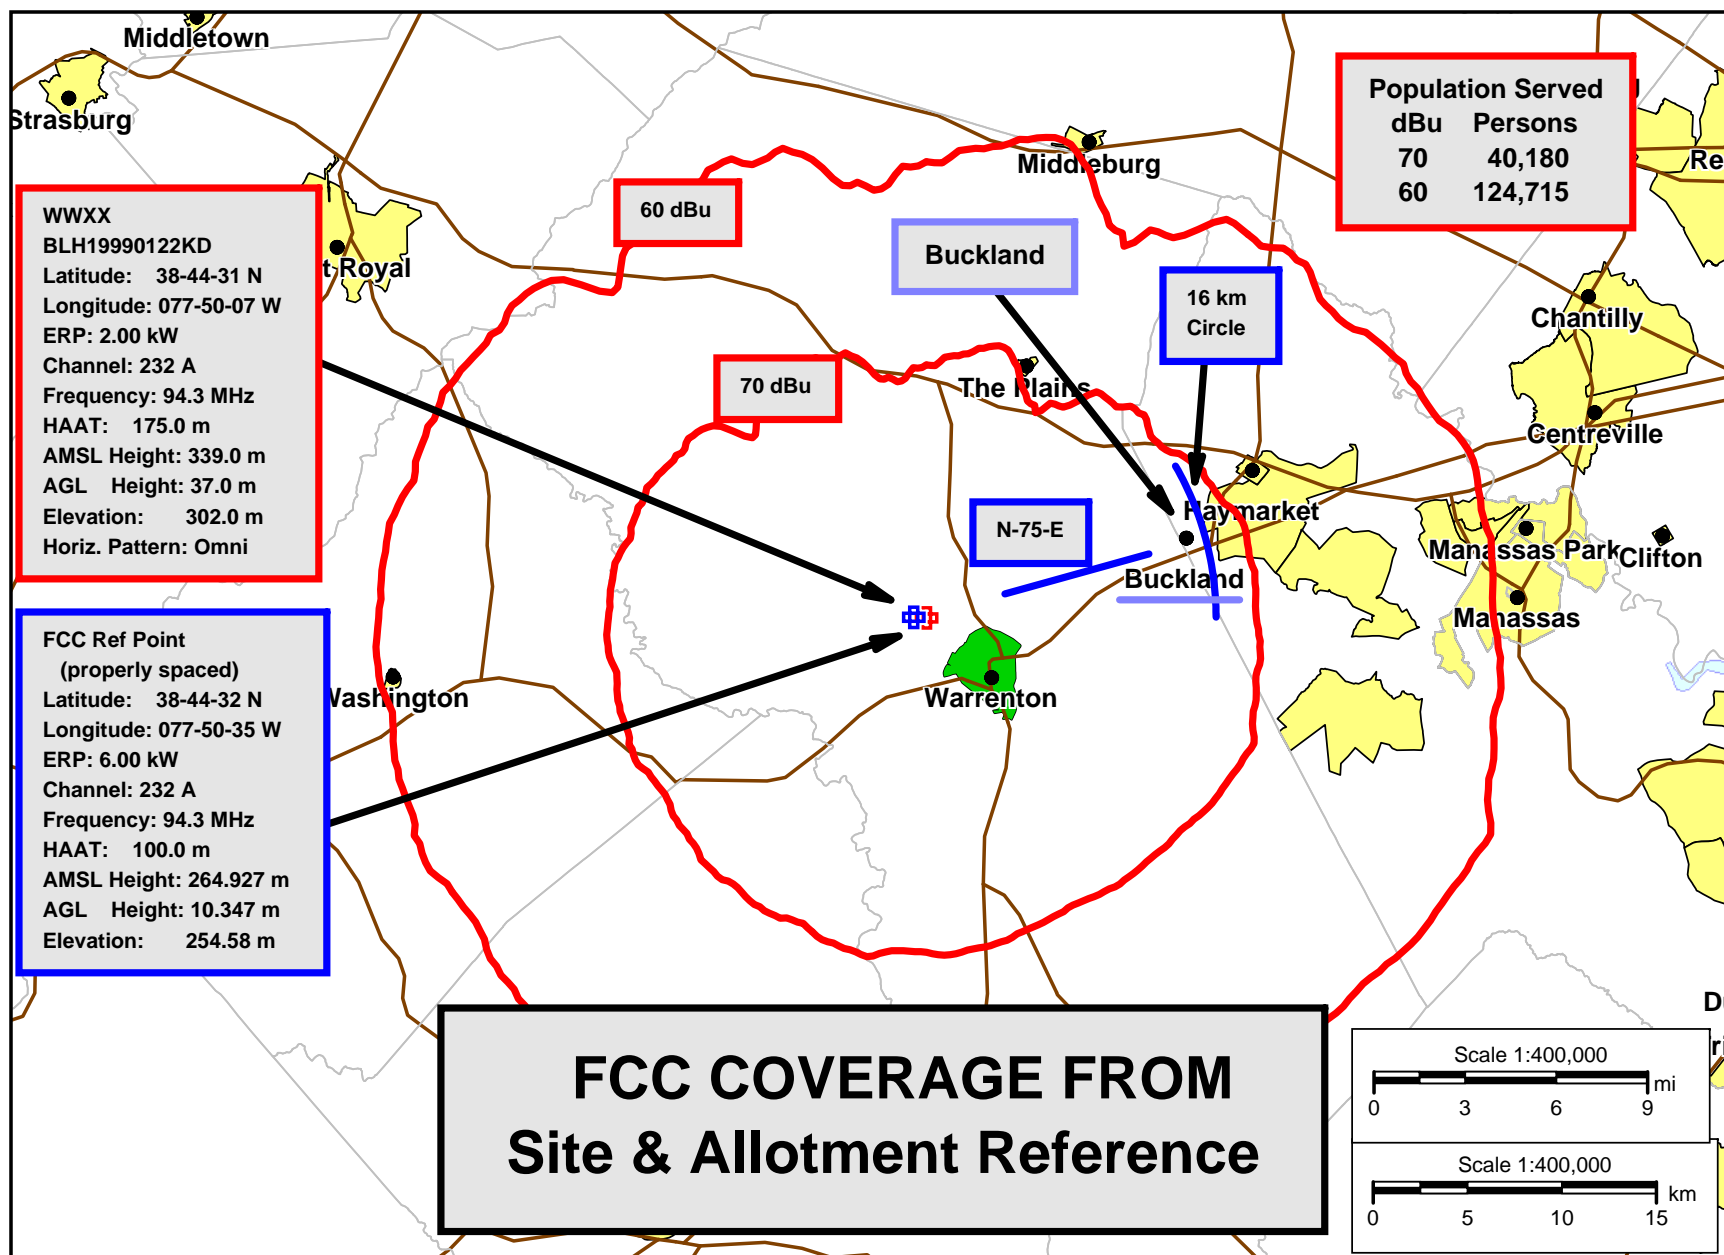 Middletown
Strasburg
t Royal
Middleburg
Population Served
dBu Persons
70 40,180
60 124,715
Re
WWXX
BLH19990122KD
Latitude: 38-44-31 N
Longitude: 077-50-07 W
ERP: 2.00 kW
Channel: 232 A
Frequency: 94.3 MHz
HAAT: 175.0 m
AMSL Height: 339.0 m
AGL Height: 37.0 m
Elevation: 302.0 m
Horiz. Pattern: Omni
60 dBu
Buckland
16 km
Circle
Chantilly
70 dBu
The Plains
Centreville
Haymarket
N-75-E
Manassas Park
Clifton
Buckland
Manassas
FCC Ref Point
(properly spaced)
Latitude: 38-44-32 N
Longitude: 077-50-35 W
ERP: 6.00 kW
Channel: 232 A
Frequency: 94.3 MHz
HAAT: 100.0 m
AMSL Height: 264.927 m
AGL Height: 10.347 m
Elevation: 254.58 m
Washington
Warrenton
FCC COVERAGE FROM
Site & Allotment Reference
Scale 1:400,000
mi
0 3 6 9
Scale 1:400,000
km
0 5 10 15